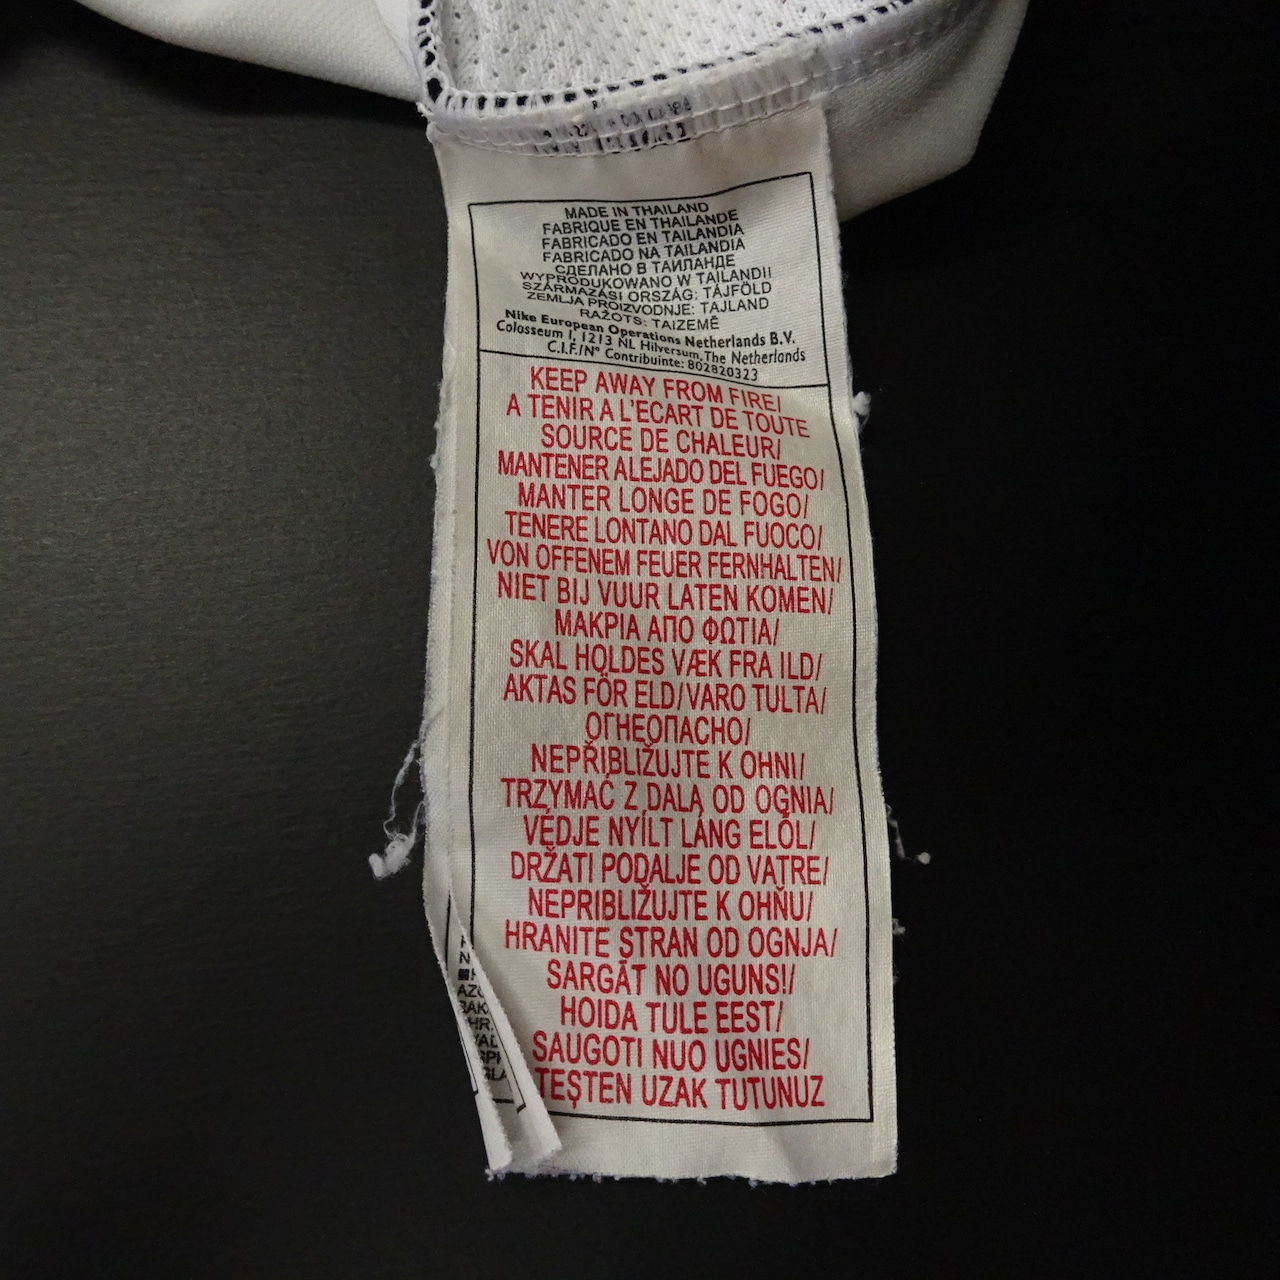 MADE IN THAILAND
FABRIQUE EN THAILANDE
FABRICADO EN TAILANDIA
FABRICADO NA TAILANDIA
СДЕЛАНО В ТАИЛАНДЕ
WYPRODUKOWANO W TAILANDII
SZÁRMAZÁSI ORSZÁG: TÁJFÖLD
ZEMLJA PROIZVODNJE: TAJLAND
RAŽOTS: TAIZEMĒ
Nike European Operations Netherlands B.V.
Colosseum 1, 1213 NL Hilversum, The Netherlands
C.I.F./N° Contribuinte: 802820323
KEEP AWAY FROM FIRE/
A TENIR A L'ECART DE TOUTE
SOURCE DE CHALEUR/
MANTENER ALEJADO DEL FUEGO/
MANTER LONGE DE FOGO/
TENERE LONTANO DAL FUOCO/
VON OFFENEM FEUER FERNHALTEN/
NIET BIJ VUUR LATEN KOMEN/
ΜΑΚΡΙΑ ΑΠΟ ΦΩΤΙΑ/
SKAL HOLDES VÆK FRA ILD/
AKTAS FÖR ELD/VARO TULTA/
ОГНЕОПАСНО/
NEPŘIBLIŽUJTE K OHNI/
TRZYMAĆ Z DALA OD OGNIA/
VÉDJE NYÍLT LÁNG ELŐL/
DRŽATI PODALJE OD VATRE/
NEPRIBLIŽUJTE K OHŇU/
HRANITE STRAN OD OGNJA/
SARGĀT NO UGUNS!/
HOIDA TULE EEST/
SAUGOTI NUO UGNIES/
TEŞTEN UZAK TUTUNUZ